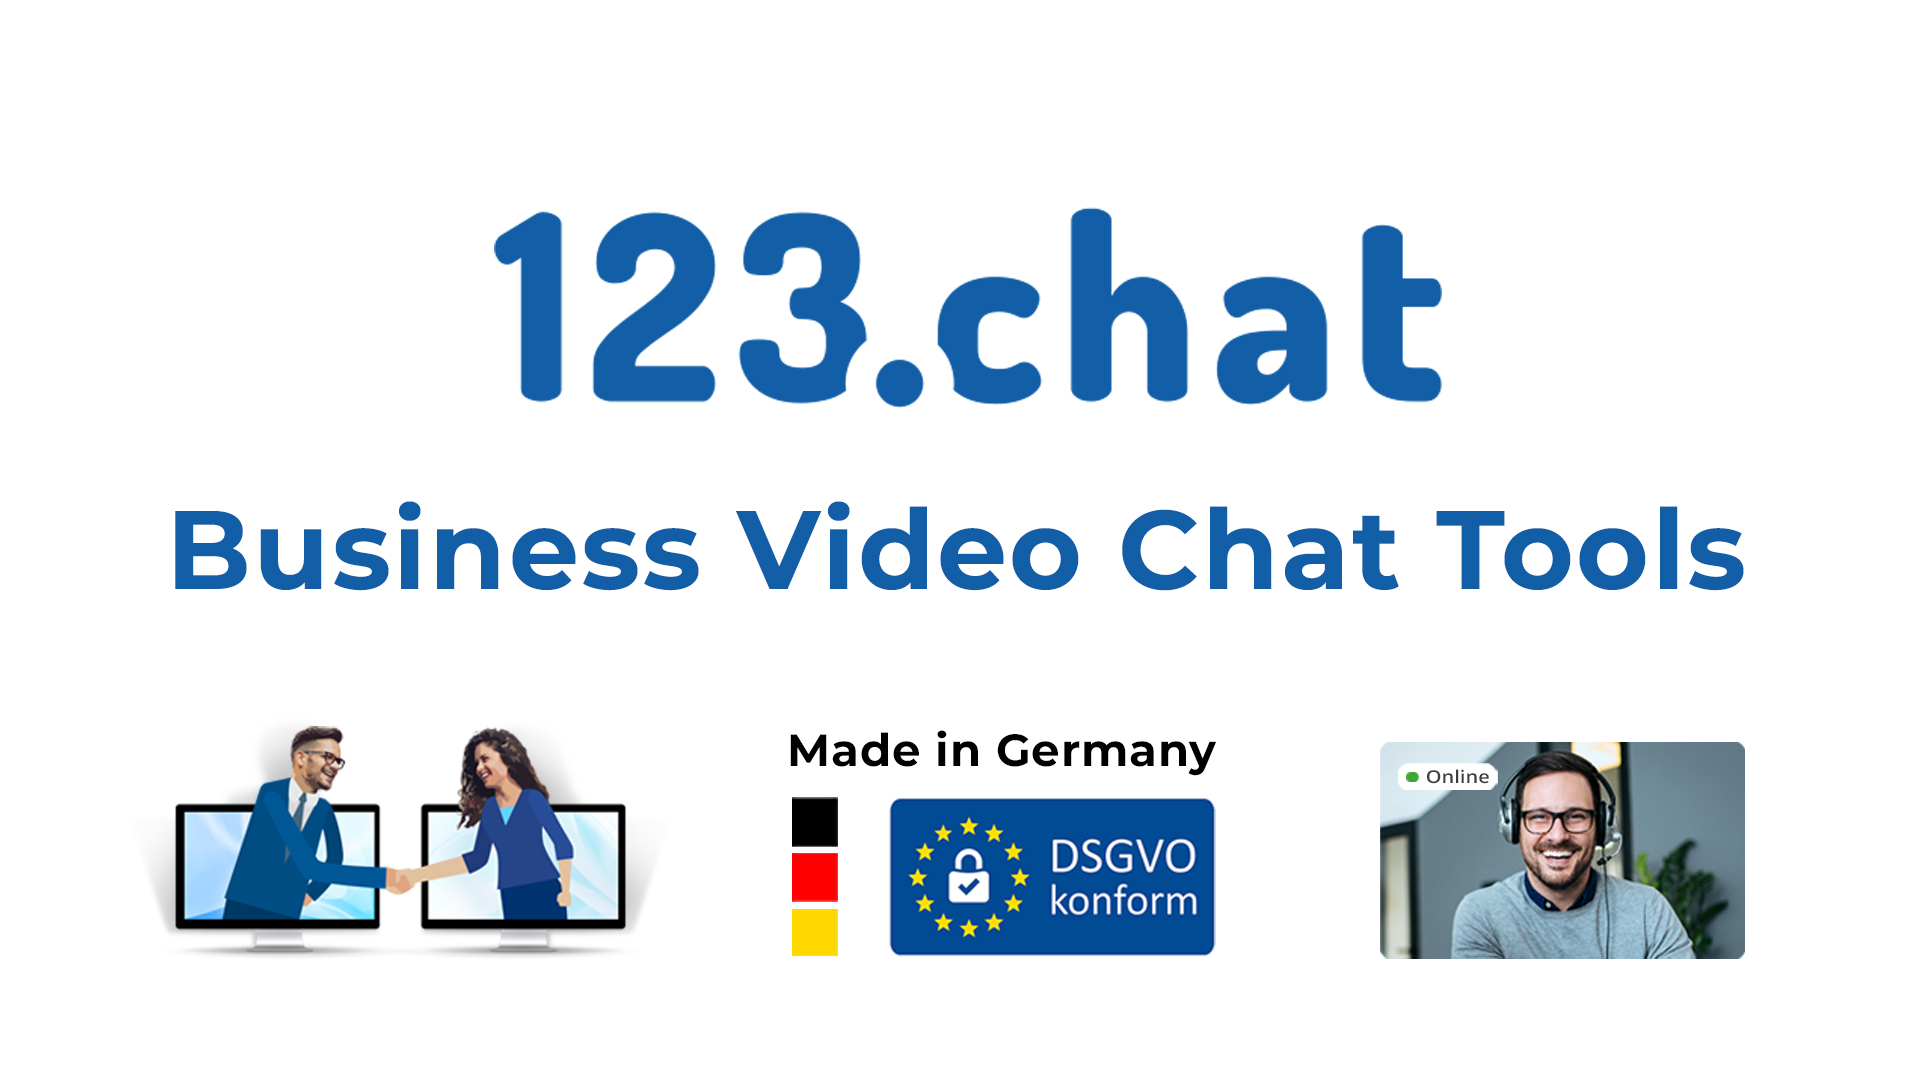 123.chat
Business Video Chat Tools
Made in Germany
DSGVO
konform
Online